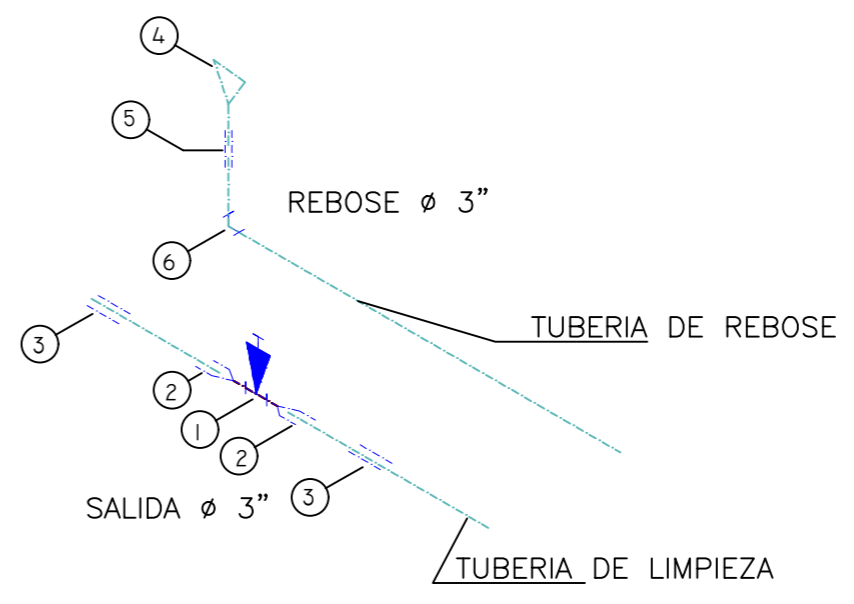 4
5
REBOSE ø 3”
6
TUBERIA DE REBOSE
3
2
1
2
3
SALIDA ø 3”
TUBERIA DE LIMPIEZA